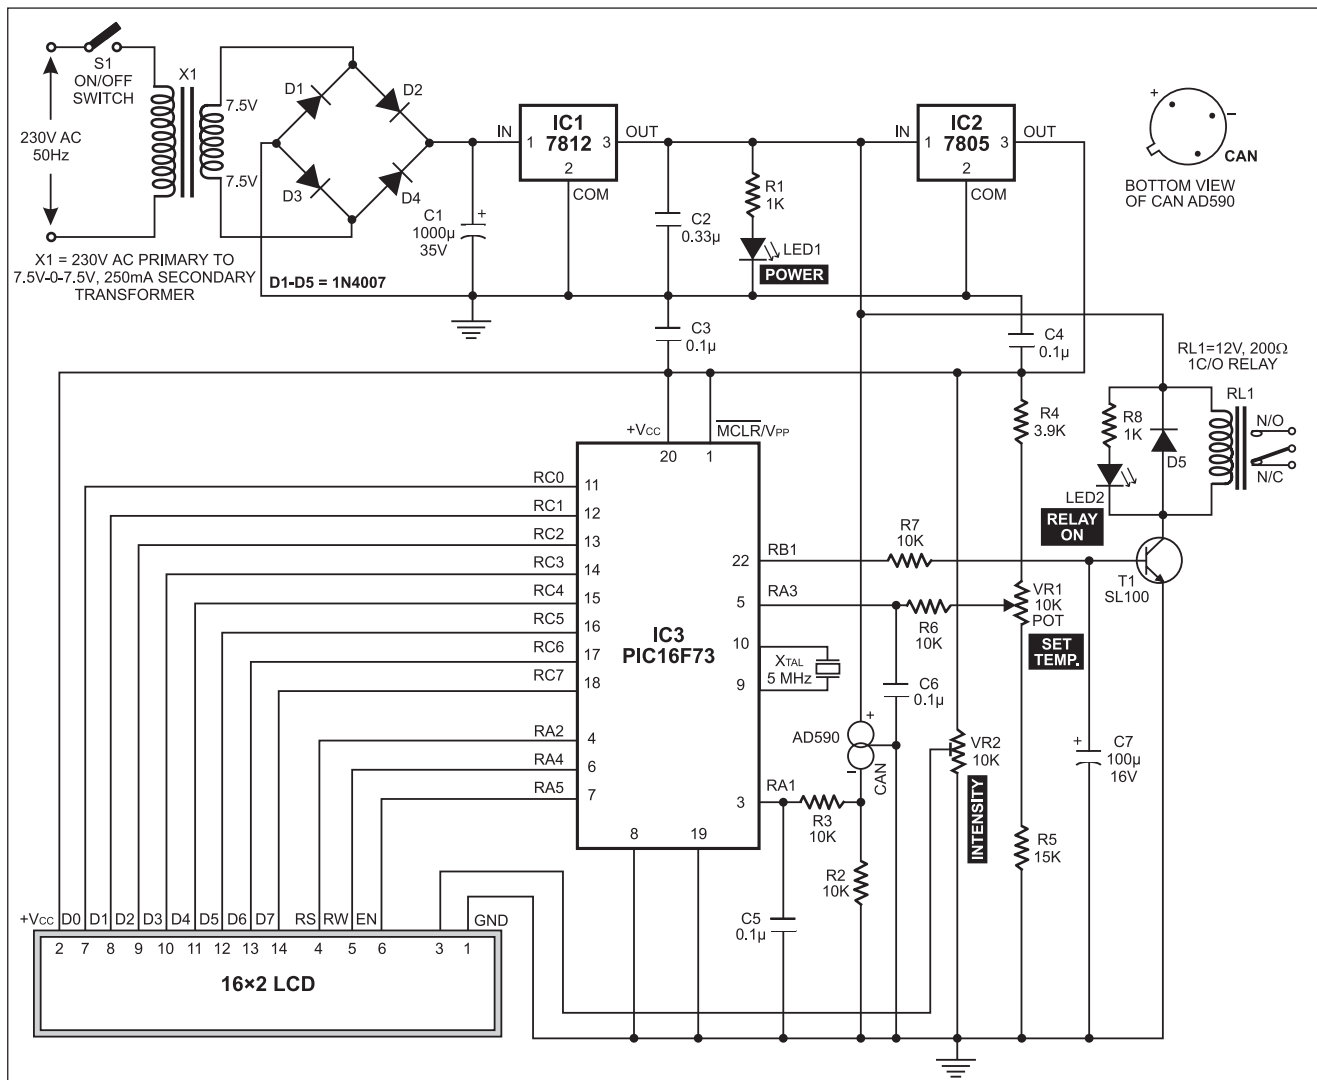 S1
ON/OFF
SWITCH
230V AC
50Hz
X1
7.5V
7.5V
X1 = 230V AC PRIMARY TO
7.5V-0-7.5V, 250mA SECONDARY
TRANSFORMER
D1
D2
D3
D4
D1-D5 = 1N4007
C1
1000µ
35V
+
IN
1
IC1
7812
3
OUT
2
COM
C2
0.33µ
R1
1K
LED1
POWER
IN
1
IC2
7805
3
OUT
2
COM
+
–
CAN
BOTTOM VIEW
OF CAN AD590
C3
0.1µ
C4
0.1µ
RL1=12V, 200Ω
1C/O RELAY
RL1
R8
1K
D5
N/O
N/C
LED2
RELAY
ON
R4
3.9K
+VCC
MCLR/VPP
20
1
RC0
11
RC1
12
RC2
13
RC3
14
RC4
15
RC5
16
RC6
17
RC7
18
RA2
4
RA4
6
RA5
7
IC3
PIC16F73
22
RB1
5
RA3
10
9
XTAL
5 MHz
3
RA1
8
19
R7
10K
R6
10K
T1
SL100
VR1
10K
POT
SET
TEMP.
C6
0.1µ
AD590
+
–
CAN
VR2
10K
INTENSITY
+
C7
100µ
16V
R3
10K
R2
10K
R5
15K
C5
0.1µ
+VCC
D0
D1
D2
D3
D4
D5
D6
D7
RS
RW
EN
GND
2
7
8
9
10
11
12
13
14
4
5
6
3
1
16×2 LCD